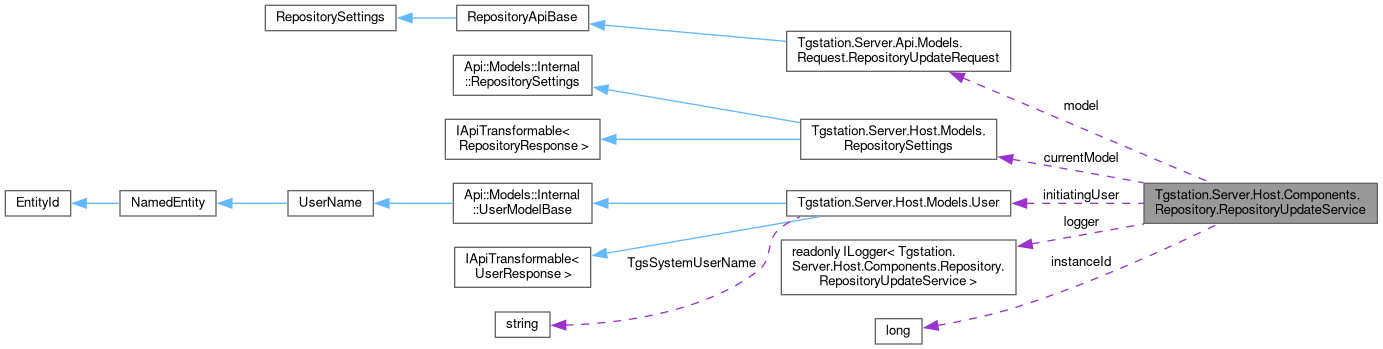 RepositorySettings
RepositoryApiBase
Tgstation.Server.Api.Models.
Request.RepositoryUpdateRequest
Api::Models::Internal
::RepositorySettings
model
IApiTransformable<
RepositoryResponse >
Tgstation.Server.Host.Models.
RepositorySettings
currentModel
EntityId
NamedEntity
UserName
Api::Models::Internal
::UserModelBase
Tgstation.Server.Host.Models.User
initiatingUser
Tgstation.Server.Host.Components.
Repository.RepositoryUpdateService
logger
IApiTransformable<
UserResponse >
TgsSystemUserName
readonly ILogger< Tgstation.
Server.Host.Components.Repository.
RepositoryUpdateService >
instanceId
string
long